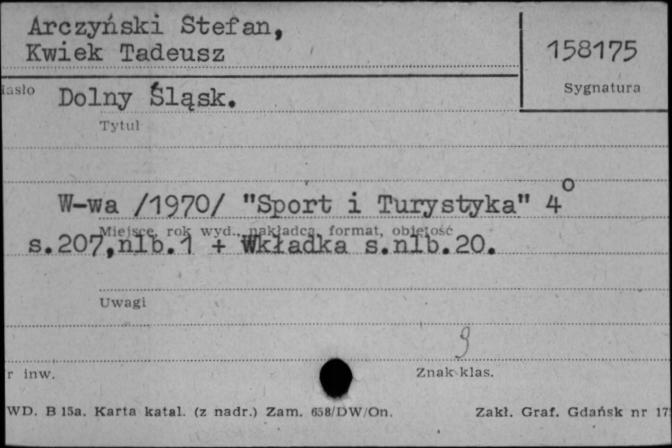 Arczyński Stefan,
Kwiek Tadeusz
158175
Sygnatura
Hasło
Dolny Śląsk.
Tytuł
W-wa /1970/ "Sport i Turystyka" 4°
Miejsce, rok wyd., nakładca, format, objętość
s.207,nlb.1 + Wkładka s.nlb.20.
Uwagi
9
r inw.
Znak klas.
WD. B 15a. Karta katal. (z nadr.) Zam. 658/DW/On.
Zakł. Graf. Gdańsk nr 17